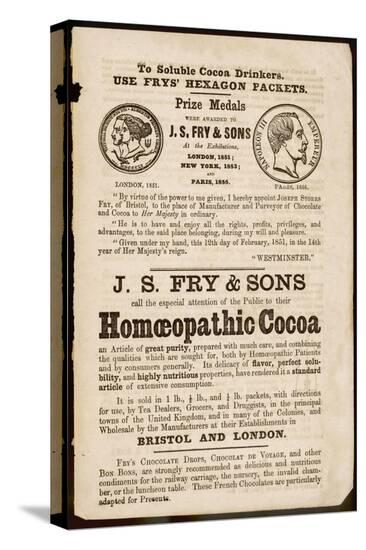 To Soluble Cocoa Drinkers.
USE FRYS' HEXAGON PACKETS.
Prize Medals
WERE AWARDED TO
J. S. FRY & SONS
At the Exhibitions,
LONDON, 1851;
NEW YORK, 1853;
AND
PARIS, 1855.
NAPOLEON III EMPEREUR
LONDON, 1851.
PARIS, 1855.
"By virtue of the power to me given, I hereby appoint JOSEPH STORRS
FRY, of Bristol, to the place of Manufacturer and Purveyor of Chocolate
and Cocoa to Her Majesty in ordinary.
"He is to have and enjoy all the rights, profits, privileges, and
advantages, to the said place belonging, during my will and pleasure.
"Given under my hand, this 12th day of February, 1851, in the 14th
year of Her Majesty's reign.
"WESTMINSTER."
J. S. FRY & SONS
call the especial attention of the Public to their
Homœopathic Cocoa
an Article of great purity, prepared with much care, and combining
the qualities which are sought for, both by Homœopathic Patients
and by consumers generally. Its delicacy of flavor, perfect solu-
bility, and highly nutritious properties, have rendered it a standard
article of extensive consumption.
It is sold in 1 lb., ½ lb., and ¼ lb. packets, with directions
for use, by Tea Dealers, Grocers, and Druggists, in the principal
towns of the United Kingdom, and in many of the Colonies, and
Wholesale by the Manufacturers at their Establishments in
BRISTOL AND LONDON.
FRY'S CHOCOLATE DROPS, CHOCOLAT DE VOYAGE, and other
BON BONS, are strongly recommended as delicious and nutritious
condiments for the railway carriage, the nursery, the invalid cham-
ber, or the luncheon table. These French Chocolates are particularly
adapted for Presents.